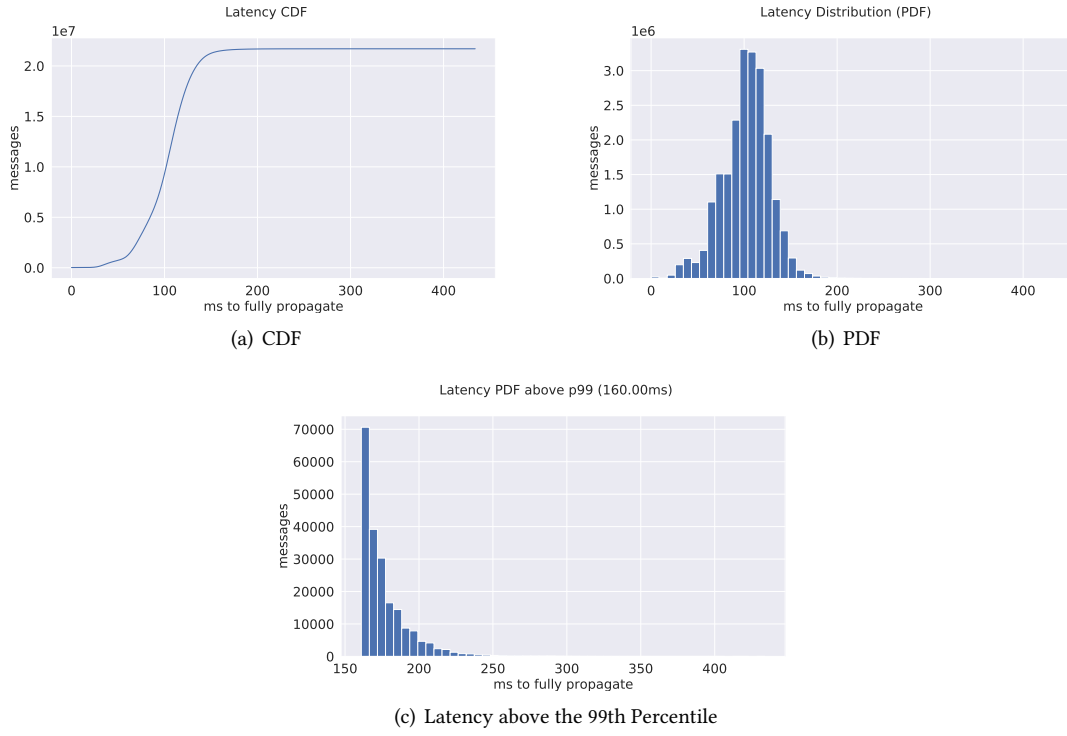 Latency CDF
1e7
2.0
1.5
1.0
0.5
0.0
messages
0 100 200 300 400
ms to fully propagate
(a) CDF
Latency Distribution (PDF)
1e6
3.0
2.5
2.0
1.5
1.0
0.5
0.0
messages
0 100 200 300 400
ms to fully propagate
(b) PDF
Latency PDF above p99 (160.00ms)
70000
60000
50000
40000
30000
20000
10000
0
messages
150 200 250 300 350 400
ms to fully propagate
(c) Latency above the 99th Percentile